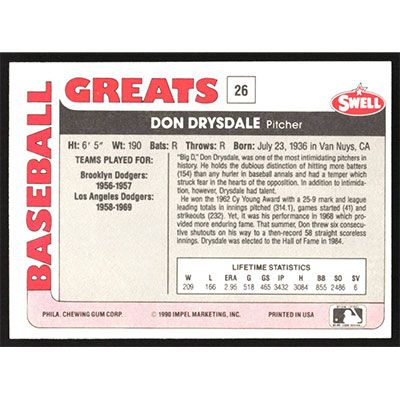 BASEBALL
GREATS
26
SWELL
DON DRYSDALE Pitcher
Ht: 6' 5" Wt: 190 Bats: R Throws: R Born: July 23, 1936 in Van Nuys, CA
TEAMS PLAYED FOR:
Brooklyn Dodgers:
1956-1957
Los Angeles Dodgers:
1958-1969
"Big D," Don Drysdale, was one of the most intimidating pitchers
in history. He holds the dubious distinction of hitting more batters
(154) than any hurler in baseball annals and had a temper which
struck fear in the hearts of the opposition. In addition to intimida-
tion, however, Drysdale had talent.
He won the 1962 Cy Young Award with a 25-9 mark and league
leading totals in innings (314.1), games started (41) and
strikeouts (232). Yet, it was his performance in 1968 which pro-
vided more enduring fame. That summer, Don threw six consecu-
tive shutouts on his way to a then-record 58 straight scoreless
innings. Drysdale was elected to the Hall of Fame in 1984.
LIFETIME STATISTICS
W L ERA G GS IP H BB SO SV
209 166 2.95 518 465 3432 3084 855 2486 6
PHILA. CHEWING GUM CORP. © 1990 IMPEL MARKETING, INC. PRINTED IN USA